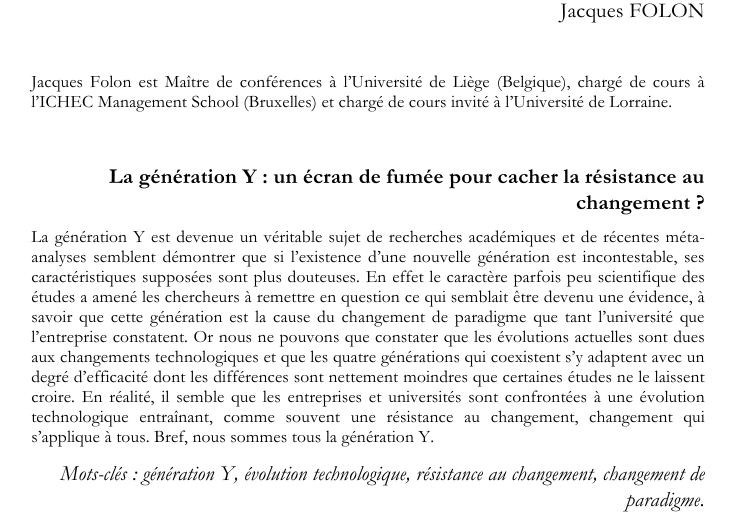 Jacques FOLON
Jacques Folon est Maître de conférences à l’Université de Liège (Belgique), chargé de cours à
l’ICHEC Management School (Bruxelles) et chargé de cours invité à l’Université de Lorraine.
La génération Y : un écran de fumée pour cacher la résistance au
changement ?
La génération Y est devenue un véritable sujet de recherches académiques et de récentes méta-
analyses semblent démontrer que si l’existence d’une nouvelle génération est incontestable, ses
caractéristiques supposées sont plus douteuses. En effet le caractère parfois peu scientifique des
études a amené les chercheurs à remettre en question ce qui semblait être devenu une évidence, à
savoir que cette génération est la cause du changement de paradigme que tant l’université que
l’entreprise constatent. Or nous ne pouvons que constater que les évolutions actuelles sont dues
aux changements technologiques et que les quatre générations qui coexistent s’y adaptent avec un
degré d’efficacité dont les différences sont nettement moindres que certaines études ne le laissent
croire. En réalité, il semble que les entreprises et universités sont confrontées à une évolution
technologique entraînant, comme souvent une résistance au changement, changement qui
s’applique à tous. Bref, nous sommes tous la génération Y.
Mots-clés : génération Y, évolution technologique, résistance au changement, changement de
paradigme.